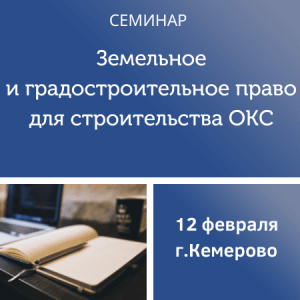 СЕМИНАР
Земельное
и градостроительное право
для строительства ОКС
12 февраля
г.Кемерово